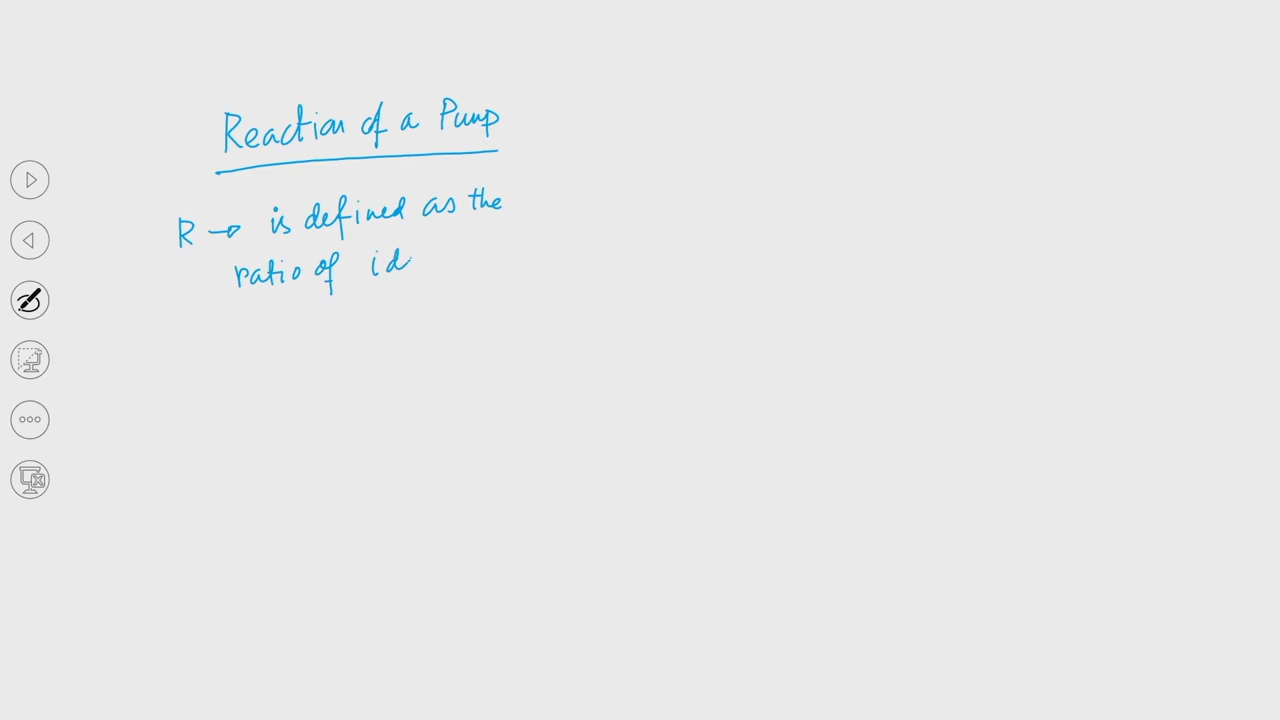 Reaction of a Pump
R → is defined as the
ratio of id